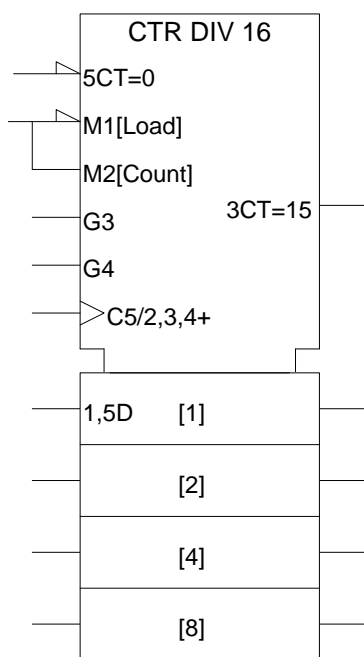 CTR DIV 16
5CT=0
M1[Load]
M2[Count]
3CT=15
G3
G4
C5/2,3,4+
1,5D [1]
[2]
[4]
[8]